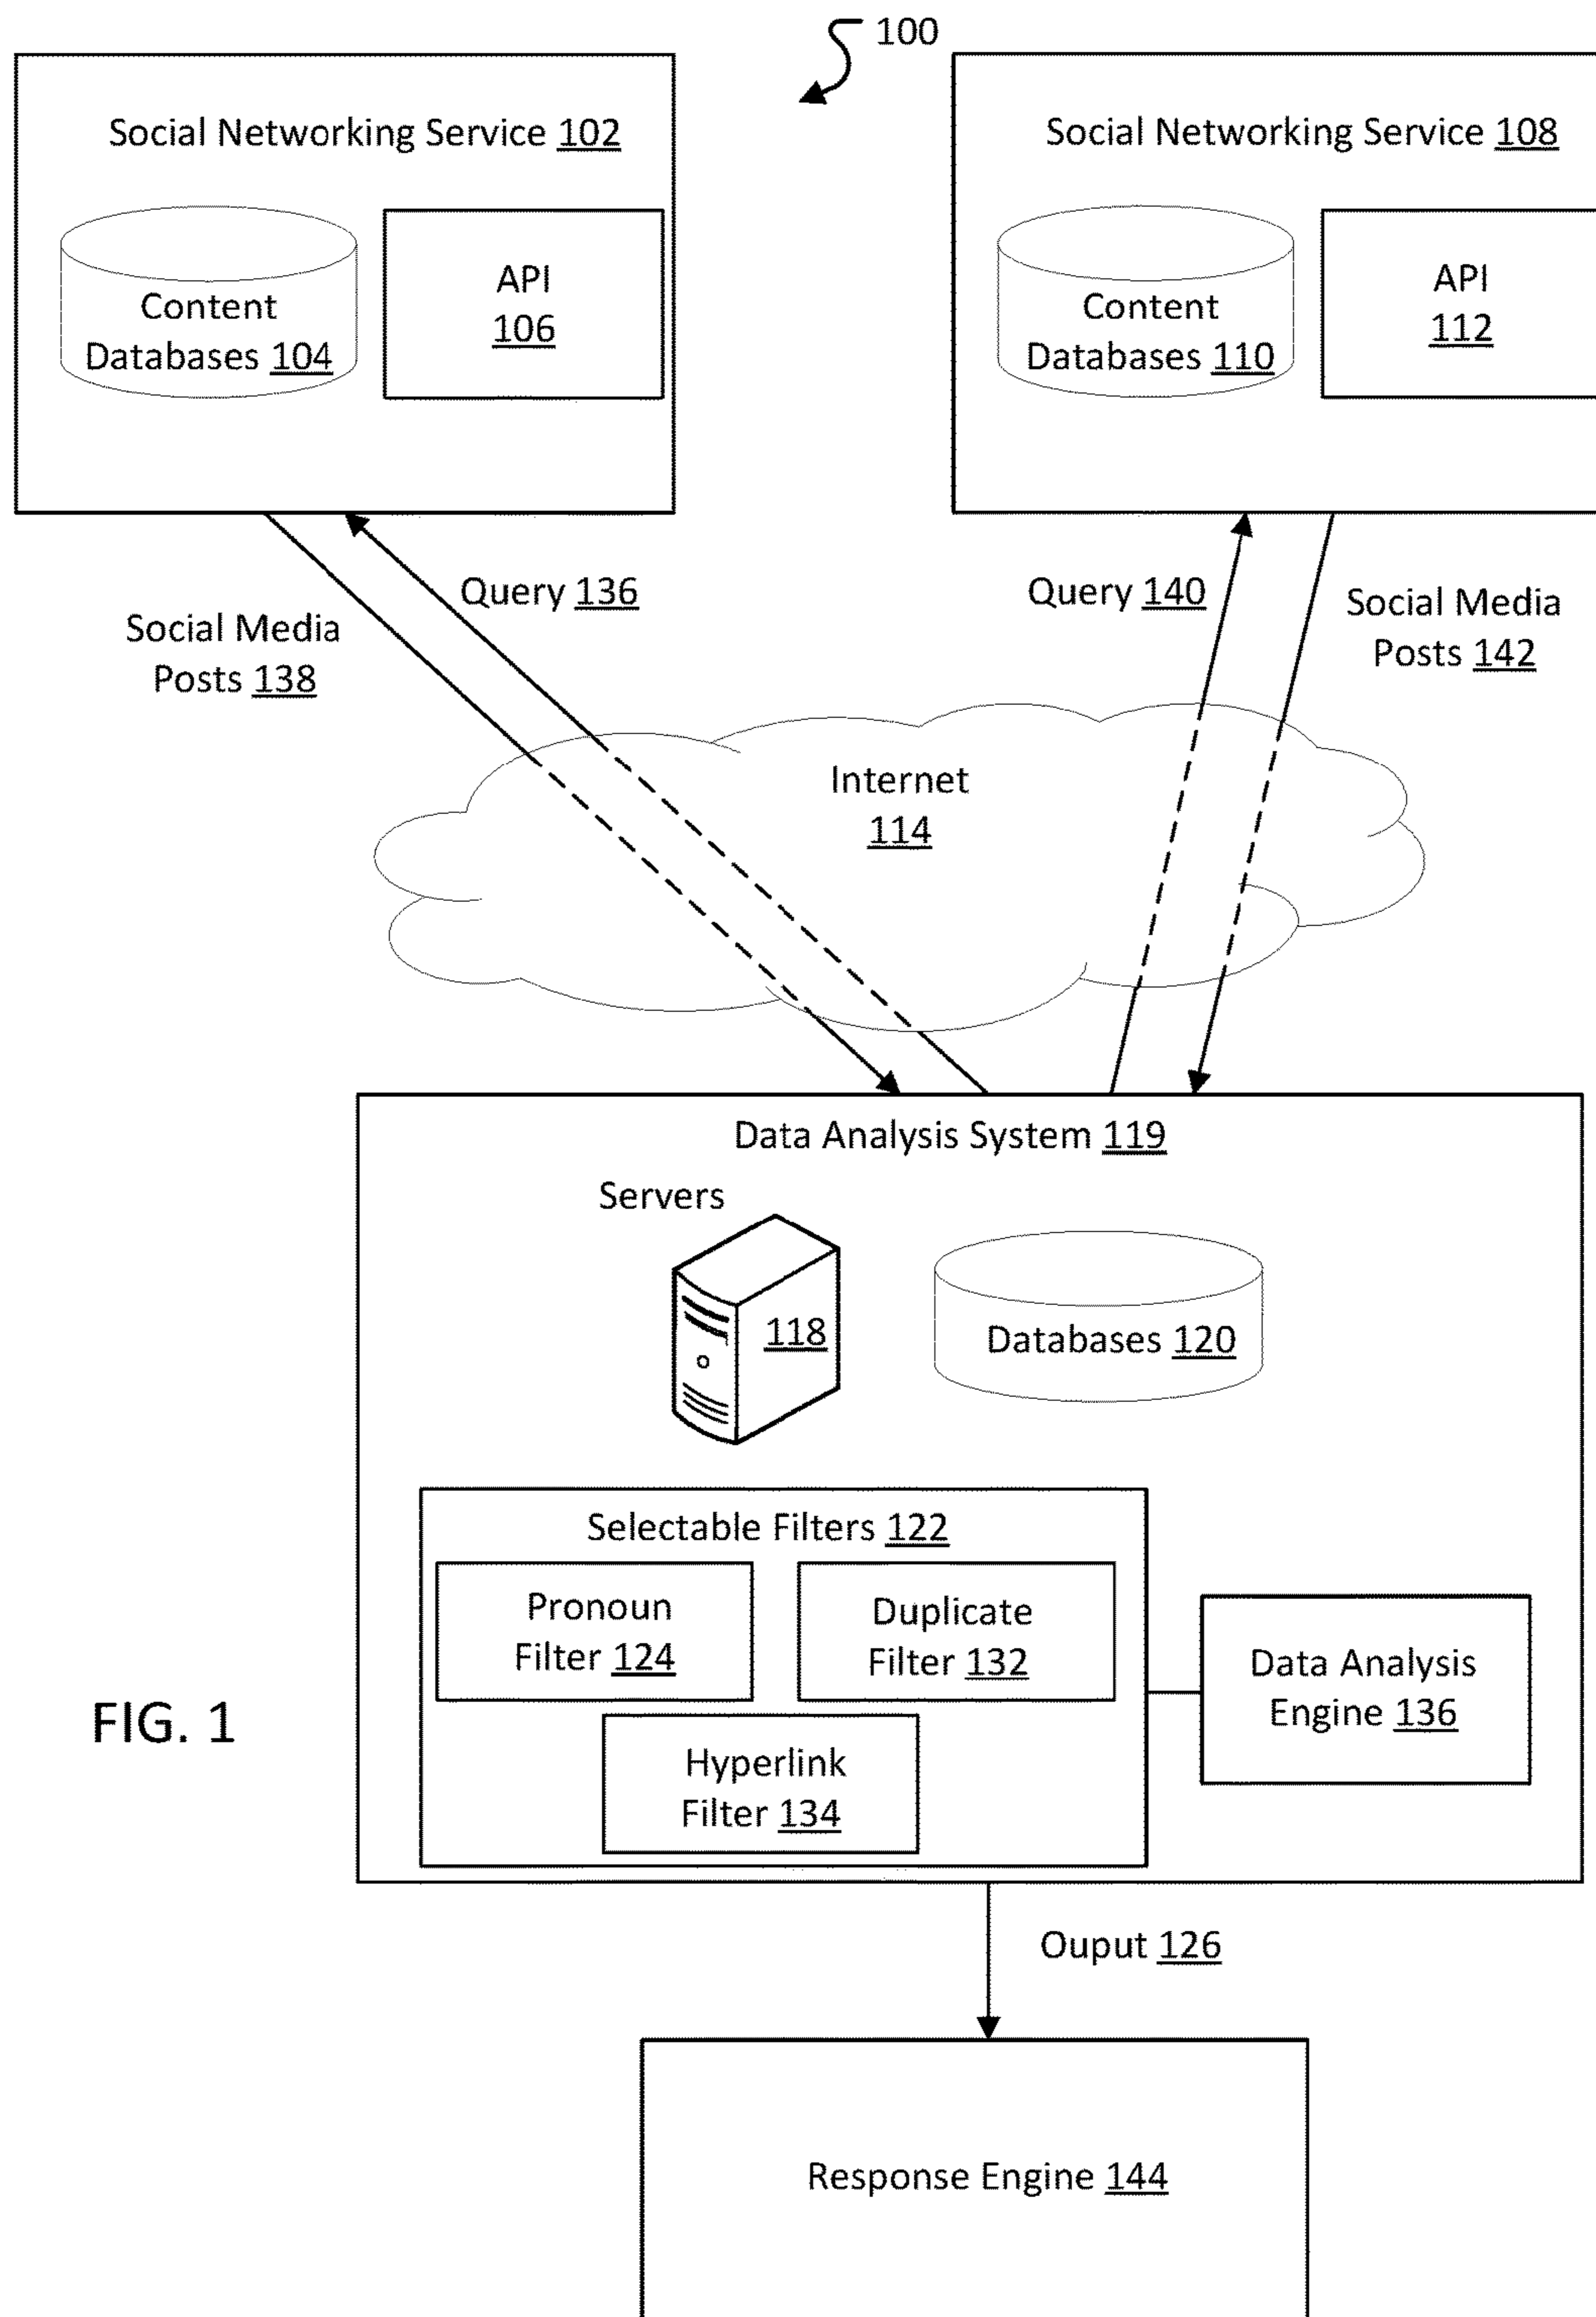 100
Social Networking Service 102
Content
Databases 104
API
106
Social Networking Service 108
Content
Databases 110
API
112
Query 136
Social Media
Posts 138
Query 140
Social Media
Posts 142
Internet
114
Data Analysis System 119
Servers
118
Databases 120
Selectable Filters 122
Pronoun
Filter 124
Duplicate
Filter 132
Hyperlink
Filter 134
Data Analysis
Engine 136
FIG. 1
Ouput 126
Response Engine 144